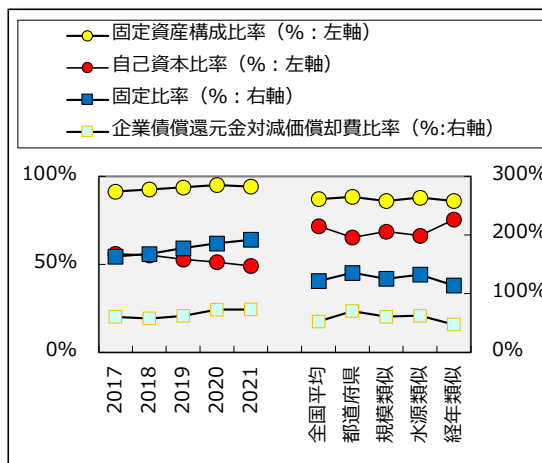 固定資産構成比率（%：左軸）
自己資本比率（%：左軸）
固定比率（%：右軸）
企業債償還元金対減価償却費比率（%:右軸）
100%
50%
0%
300%
200%
100%
0%
2017
2018
2019
2020
2021
全国平均
都道府県
規模類似
水源類似
経年類似